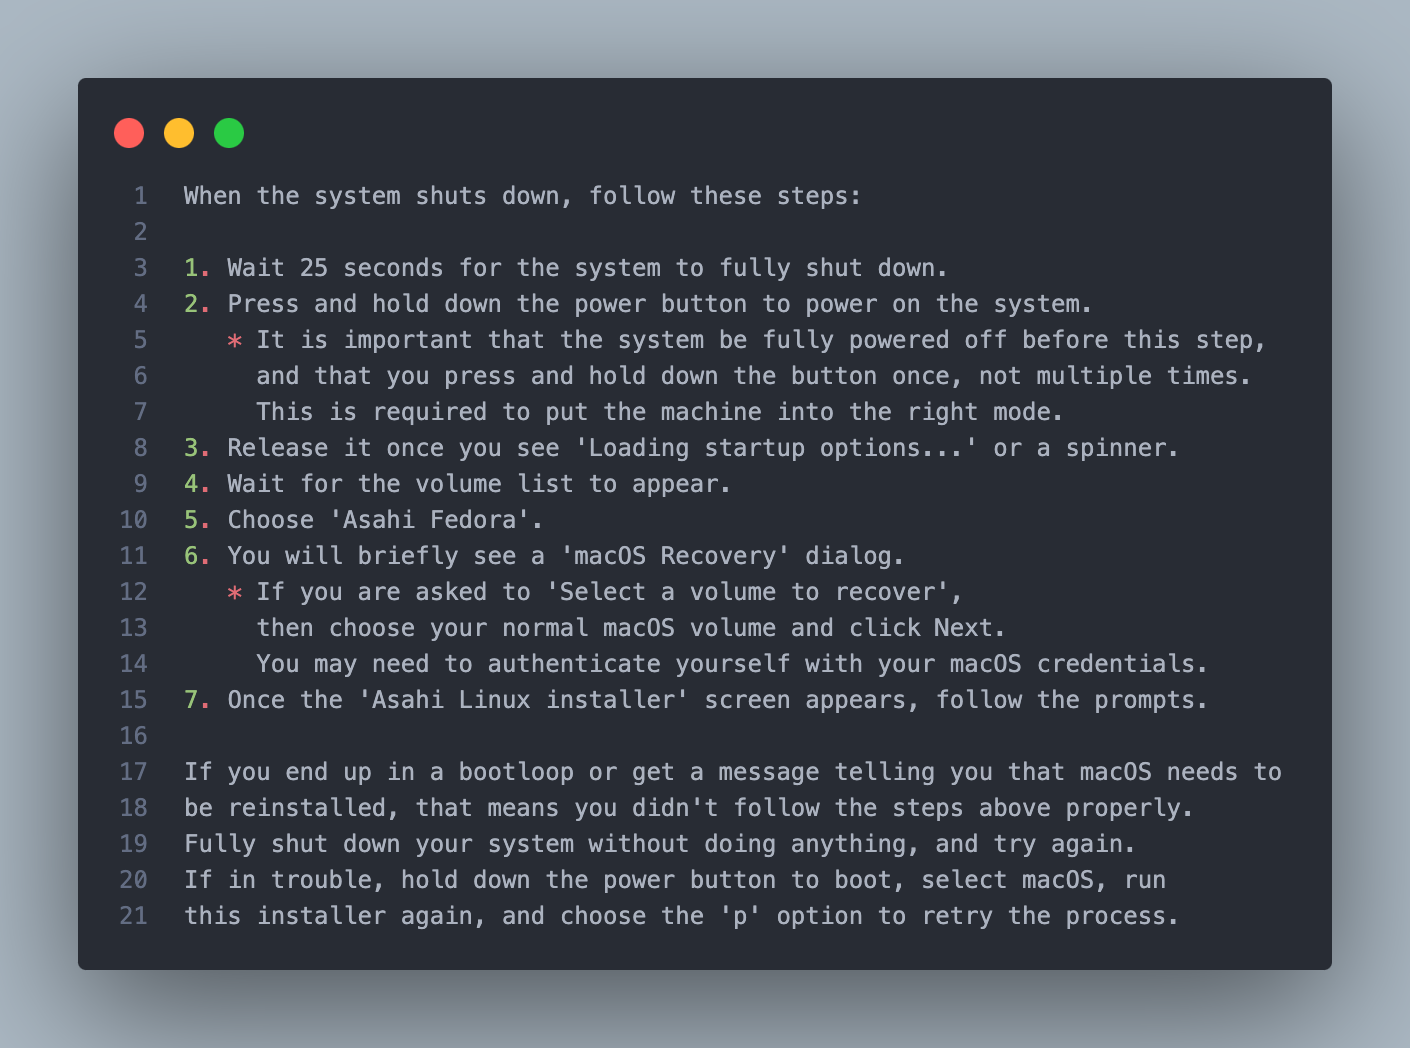 1 When the system shuts down, follow these steps:
2
3 1. Wait 25 seconds for the system to fully shut down.
4 2. Press and hold down the power button to power on the system.
5 * It is important that the system be fully powered off before this step,
6 and that you press and hold down the button once, not multiple times.
7 This is required to put the machine into the right mode.
8 3. Release it once you see 'Loading startup options...' or a spinner.
9 4. Wait for the volume list to appear.
10 5. Choose 'Asahi Fedora'.
11 6. You will briefly see a 'macOS Recovery' dialog.
12 * If you are asked to 'Select a volume to recover',
13 then choose your normal macOS volume and click Next.
14 You may need to authenticate yourself with your macOS credentials.
15 7. Once the 'Asahi Linux installer' screen appears, follow the prompts.
16
17 If you end up in a bootloop or get a message telling you that macOS needs to
18 be reinstalled, that means you didn't follow the steps above properly.
19 Fully shut down your system without doing anything, and try again.
20 If in trouble, hold down the power button to boot, select macOS, run
21 this installer again, and choose the 'p' option to retry the process.